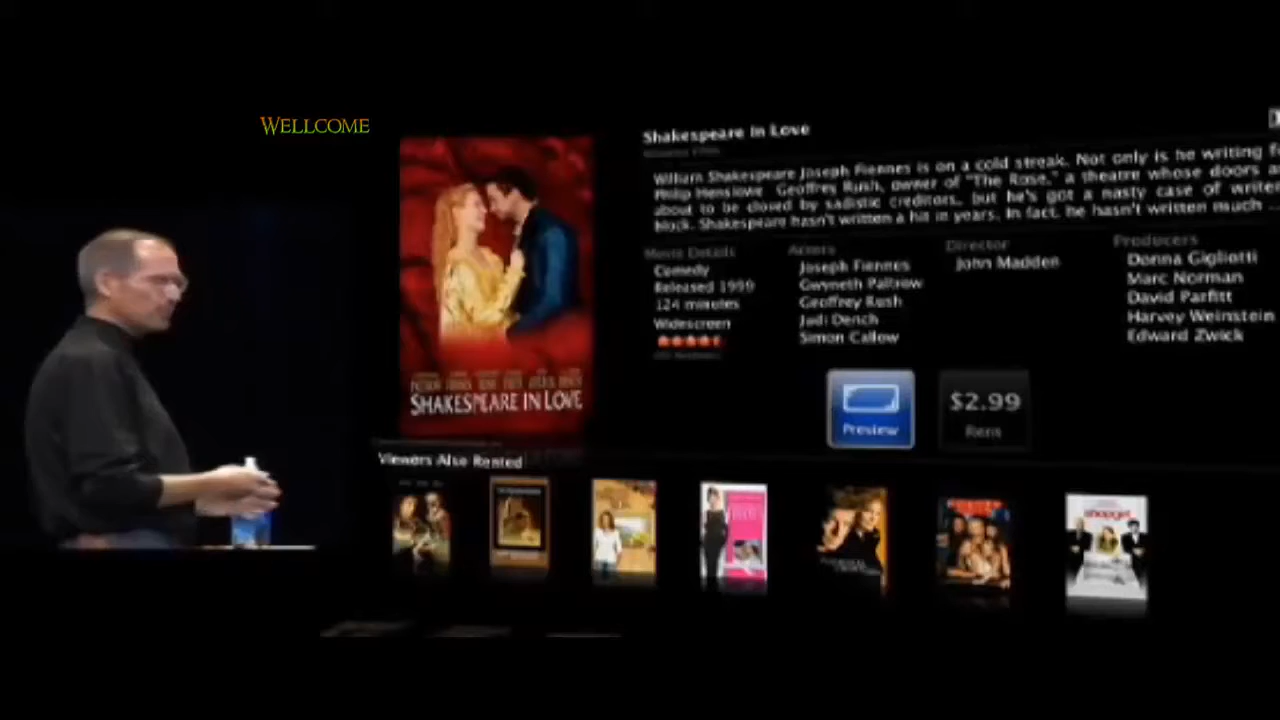 WELLCOME
Shakespeare In Love
William Shakespeare Joseph Fiennes is on a cold streak. Not only is he writing
Philip Henslowe Geoffrey Rush, owner of "The Rose," a theatre whose doors
about to be closed by sadistic creditors, but he's got a nasty case of
block. Shakespeare hasn't written a hit in years. In fact, he hasn't written much ...
Movie Details
Comedy
Released 1999
124 minutes
Widescreen
Actors
Joseph Fiennes
Gwyneth Paltrow
Geoffrey Rush
Judi Dench
Simon Callow
Director
John Madden
Producers
Donna Gigliotti
Marc Norman
David Parfitt
Harvey Weinstein
Edward Zwick
SHAKESPEARE IN LOVE
Preview
$2.99
Rent
Viewers Also Rented